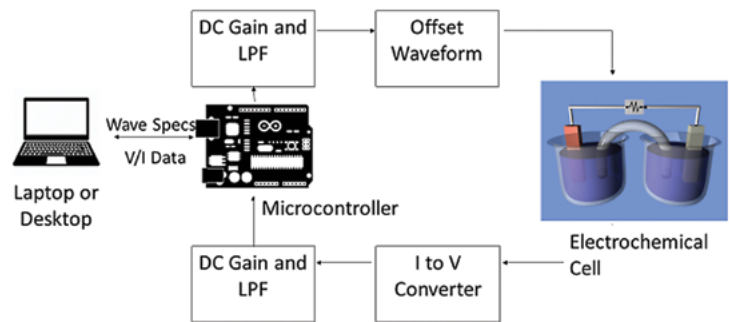 DC Gain and
LPF
Offset
Waveform
Wave Specs
V/I Data
Laptop or
Desktop
Microcontroller
DC Gain and
LPF
I to V
Converter
Electrochemical
Cell